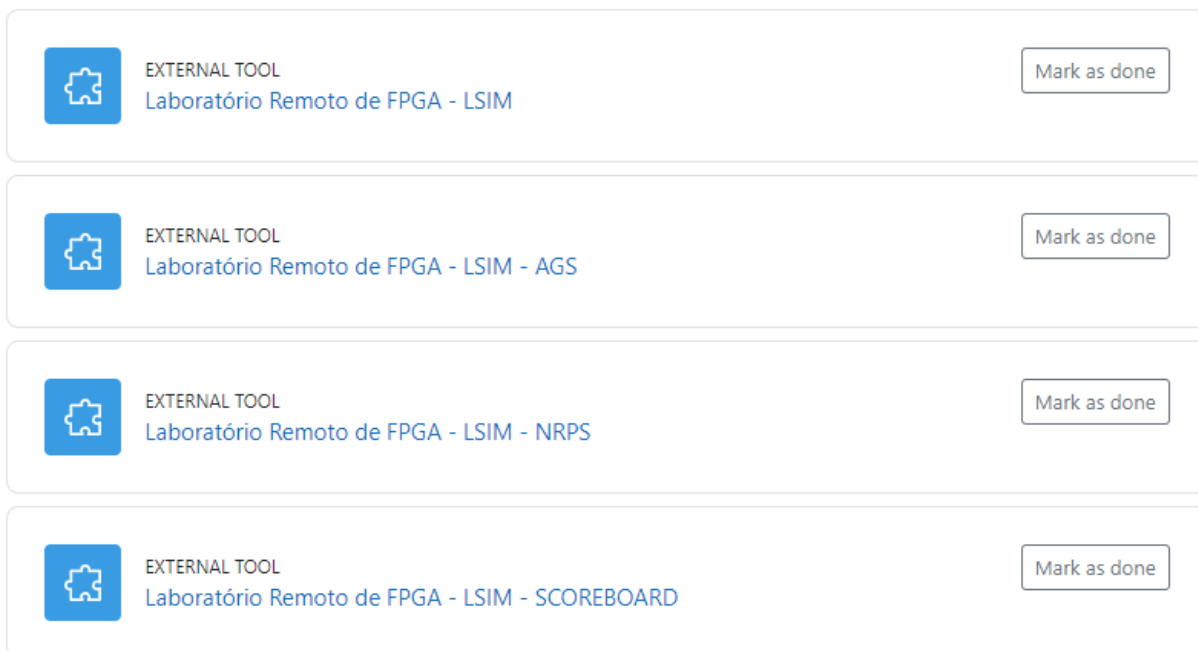 EXTERNAL TOOL
Mark as done
Laboratório Remoto de FPGA - LSIM
EXTERNAL TOOL
Mark as done
Laboratório Remoto de FPGA - LSIM - AGS
EXTERNAL TOOL
Mark as done
Laboratório Remoto de FPGA - LSIM - NRPS
EXTERNAL TOOL
Mark as done
Laboratório Remoto de FPGA - LSIM - SCOREBOARD